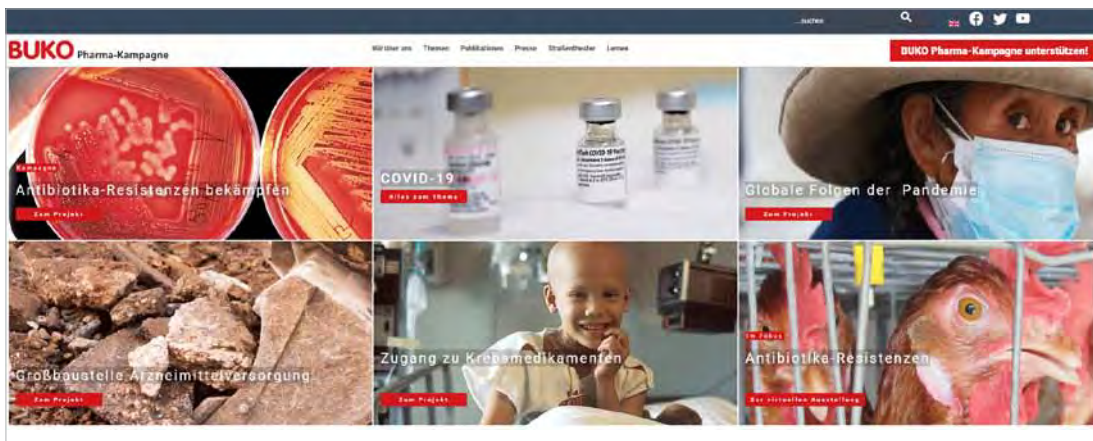 ...suchen
BUKO Pharma-Kampagne
Wir über uns Themen Publikationen Presse Straßentheater Lernen
BUKO Pharma-Kampagne unterstützen!
Kampagne
Antibiotika-Resistenzen bekämpfen
Zum Projekt
COVID-19
Alles zum Thema
Globale Folgen der Pandemie
Zum Projekt
Großbaustelle Arzneimittelversorgung
Zum Projekt
Zugang zu Krebsmedikamenten
Zum Projekt
Im Fokus
Antibiotika-Resistenzen
Zur virtuellen Ausstellung